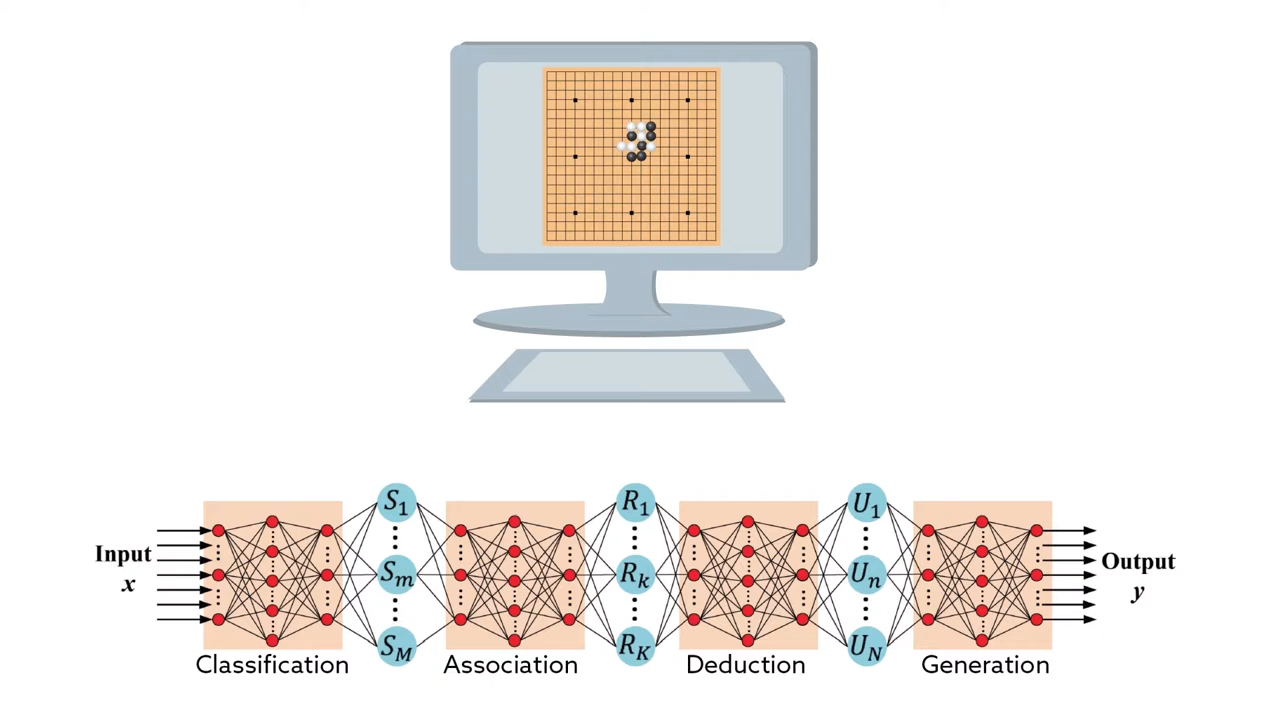 S1 R1 U1
Input
x
Sm Rk Un
Output
y
SM RK UN
Classification Association Deduction Generation